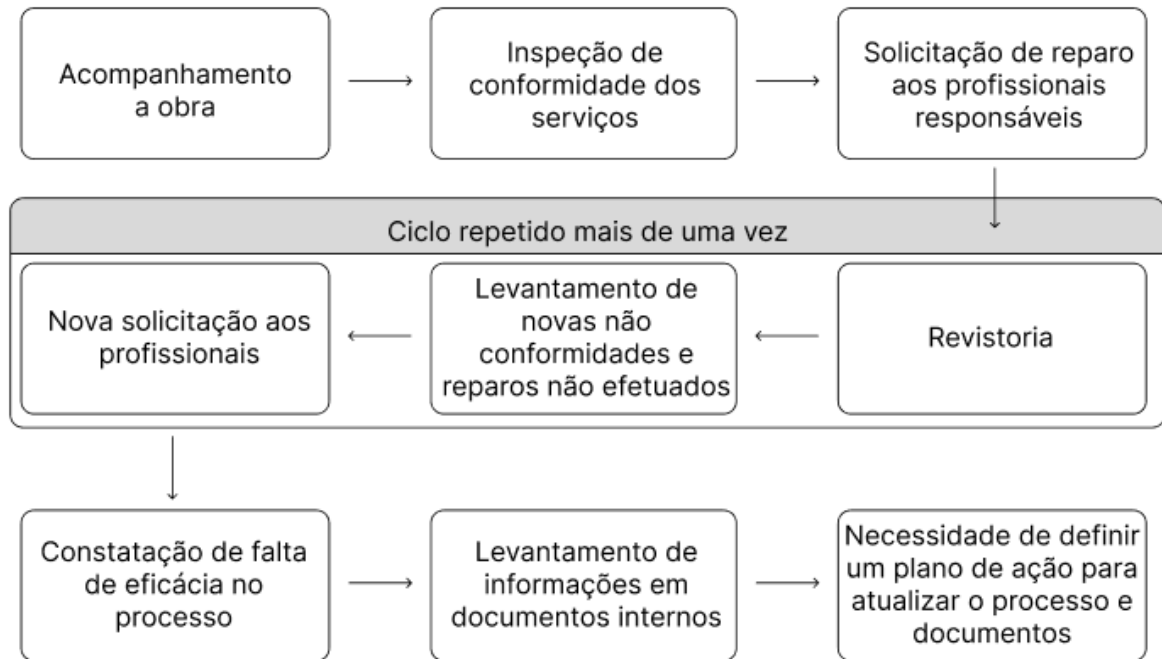 Acompanhamento
a obra
Inspeção de
conformidade dos
serviços
Solicitação de reparo
aos profissionais
responsáveis
Ciclo repetido mais de uma vez
Revistoria
Levantamento de
novas não
conformidades e
reparos não efetuados
Nova solicitação aos
profissionais
Constatação de falta
de eficácia no
processo
Levantamento de
informações em
documentos internos
Necessidade de definir
um plano de ação para
atualizar o processo e
documentos